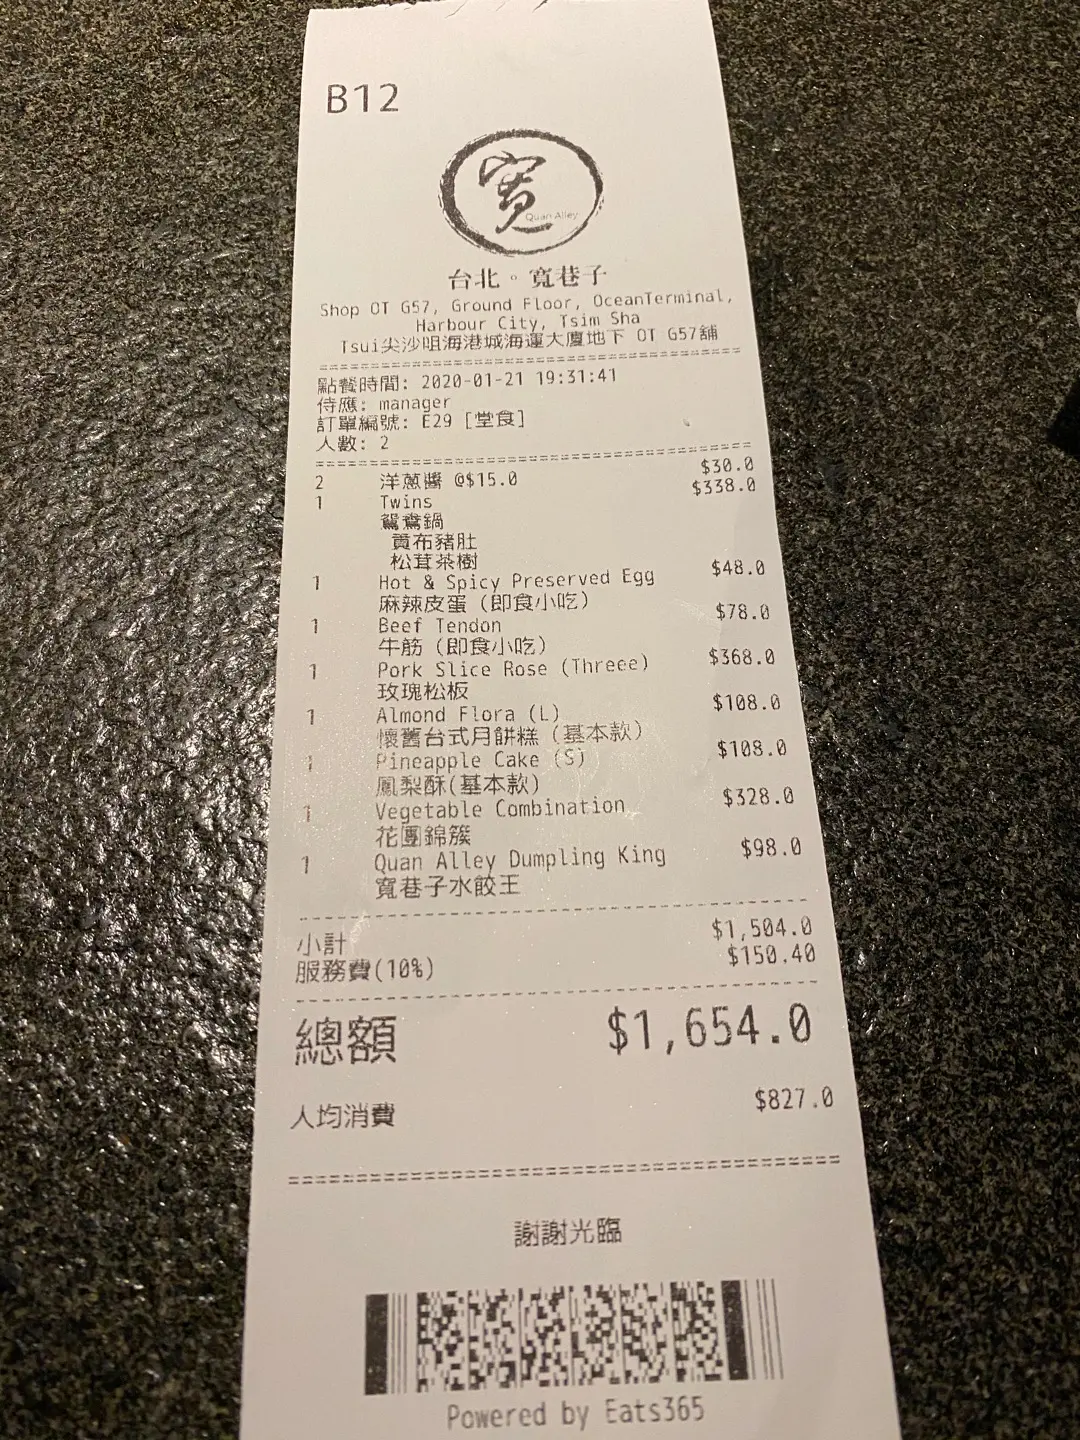 B12
寬
Quan Alley
台北。寬巷子
Shop OT G57, Ground Floor, OceanTerminal,
Harbour City, Tsim Sha
Tsui尖沙咀海港城海運大廈地下 OT G57舖
點餐時間: 2020-01-21 19:31:41
侍應: manager
訂單編號: E29 [堂食]
人數: 2
2 洋蔥醬 @$15.0 $30.0
1 Twins $338.0
鴛鴦鍋
貢布豬肚
松茸茶樹
1 Hot & Spicy Preserved Egg $48.0
麻辣皮蛋 (即食小吃)
1 Beef Tendon $78.0
牛筋 (即食小吃)
1 Pork Slice Rose (Threee) $368.0
玫瑰松板
1 Almond Flora (L) $108.0
懷舊台式月餅糕 (基本款)
1 Pineapple Cake (S) $108.0
鳳梨酥(基本款)
1 Vegetable Combination $328.0
花團錦簇
1 Quan Alley Dumpling King $98.0
寬巷子水餃王
小計 $1,504.0
服務費(10%) $150.40
總額 $1,654.0
人均消費 $827.0
謝謝光臨
Powered by Eats365